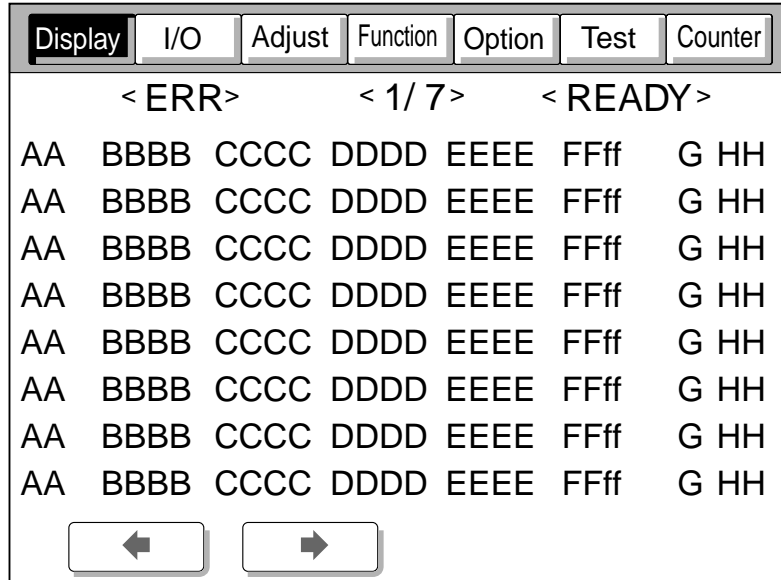 Display I/O Adjust Function Option Test Counter
< ERR> < 1/ 7> < READY>
AA BBBB CCCC DDDD EEEE FFff G HH
AA BBBB CCCC DDDD EEEE FFff G HH
AA BBBB CCCC DDDD EEEE FFff G HH
AA BBBB CCCC DDDD EEEE FFff G HH
AA BBBB CCCC DDDD EEEE FFff G HH
AA BBBB CCCC DDDD EEEE FFff G HH
AA BBBB CCCC DDDD EEEE FFff G HH
AA BBBB CCCC DDDD EEEE FFff G HH